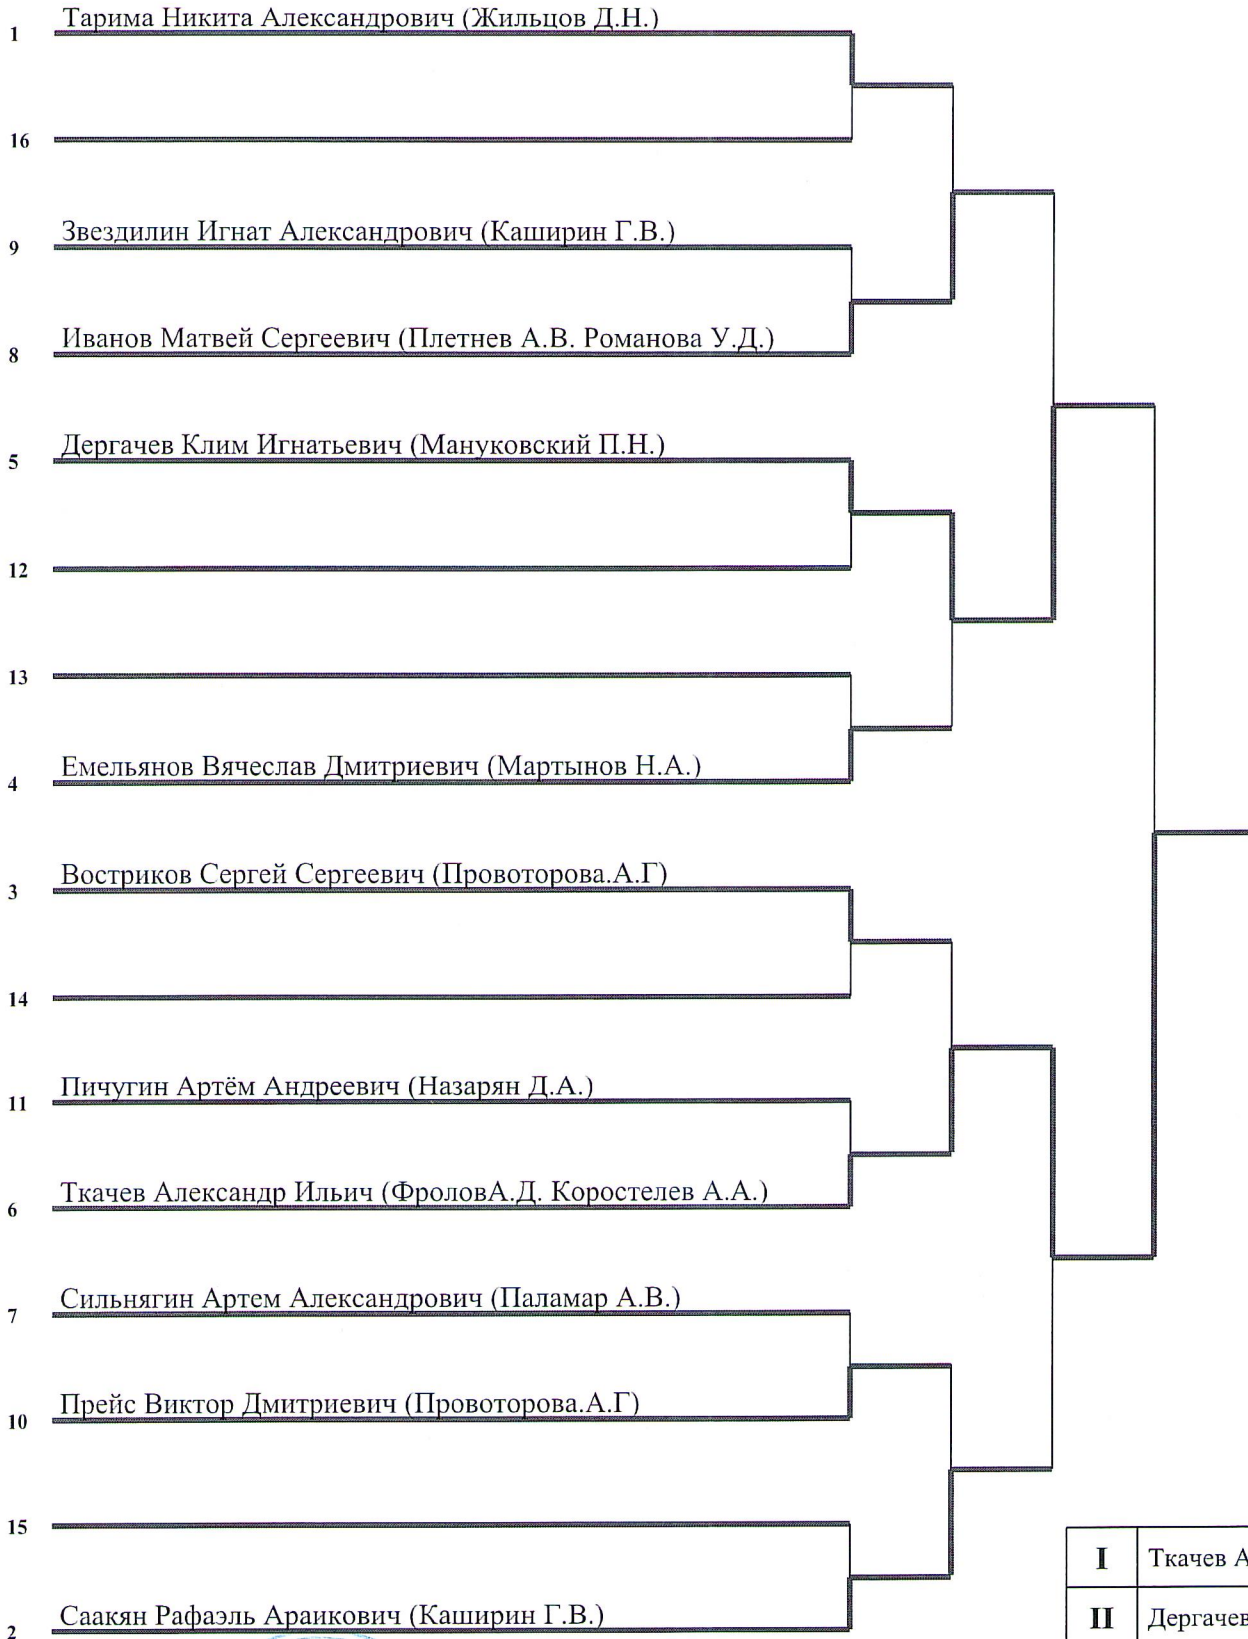 Тарима Никита Александрович (Жильцов Д.Н.)
1
16
Звездилин Игнат Александрович (Каширин Г.В.)
9
Иванов Матвей Сергеевич (Плетнев А.В. Романова У.Д.)
8
Дергачев Клим Игнатьевич (Мануковский П.Н.)
5
12
13
Емельянов Вячеслав Дмитриевич (Мартынов Н.А.)
4
Востриков Сергей Сергеевич (Провоторова.А.Г)
3
14
Пичугин Артём Андреевич (Назарян Д.А.)
11
Ткачев Александр Ильич (ФроловА.Д. Коростелев А.А.)
6
Сильнягин Артем Александрович (Паламар А.В.)
7
Прейс Виктор Дмитриевич (Провоторова.А.Г)
10
15
I Ткачев А
Саакян Рафаэль Араикович (Каширин Г.В.)
2
II Дергачев